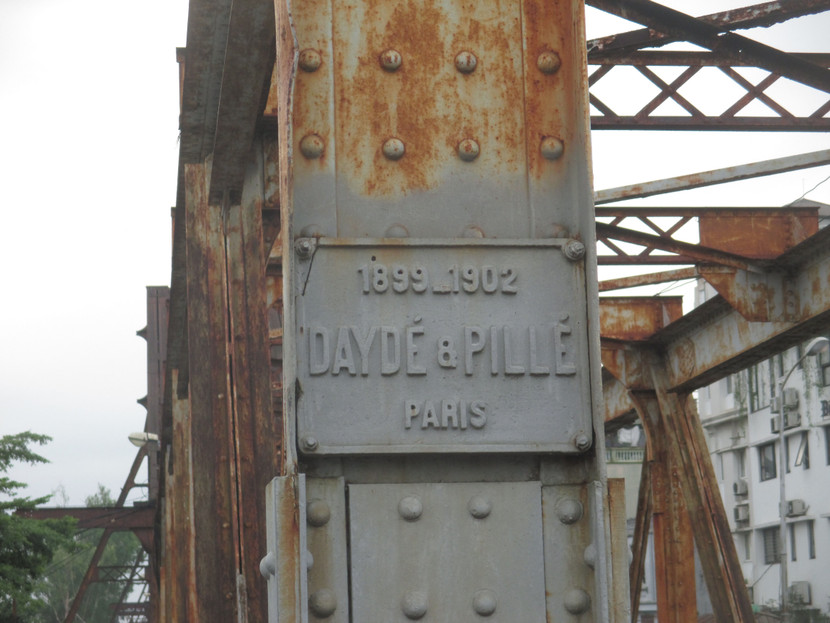 1899_1902
DAYDÉ & PILLÉ
PARIS